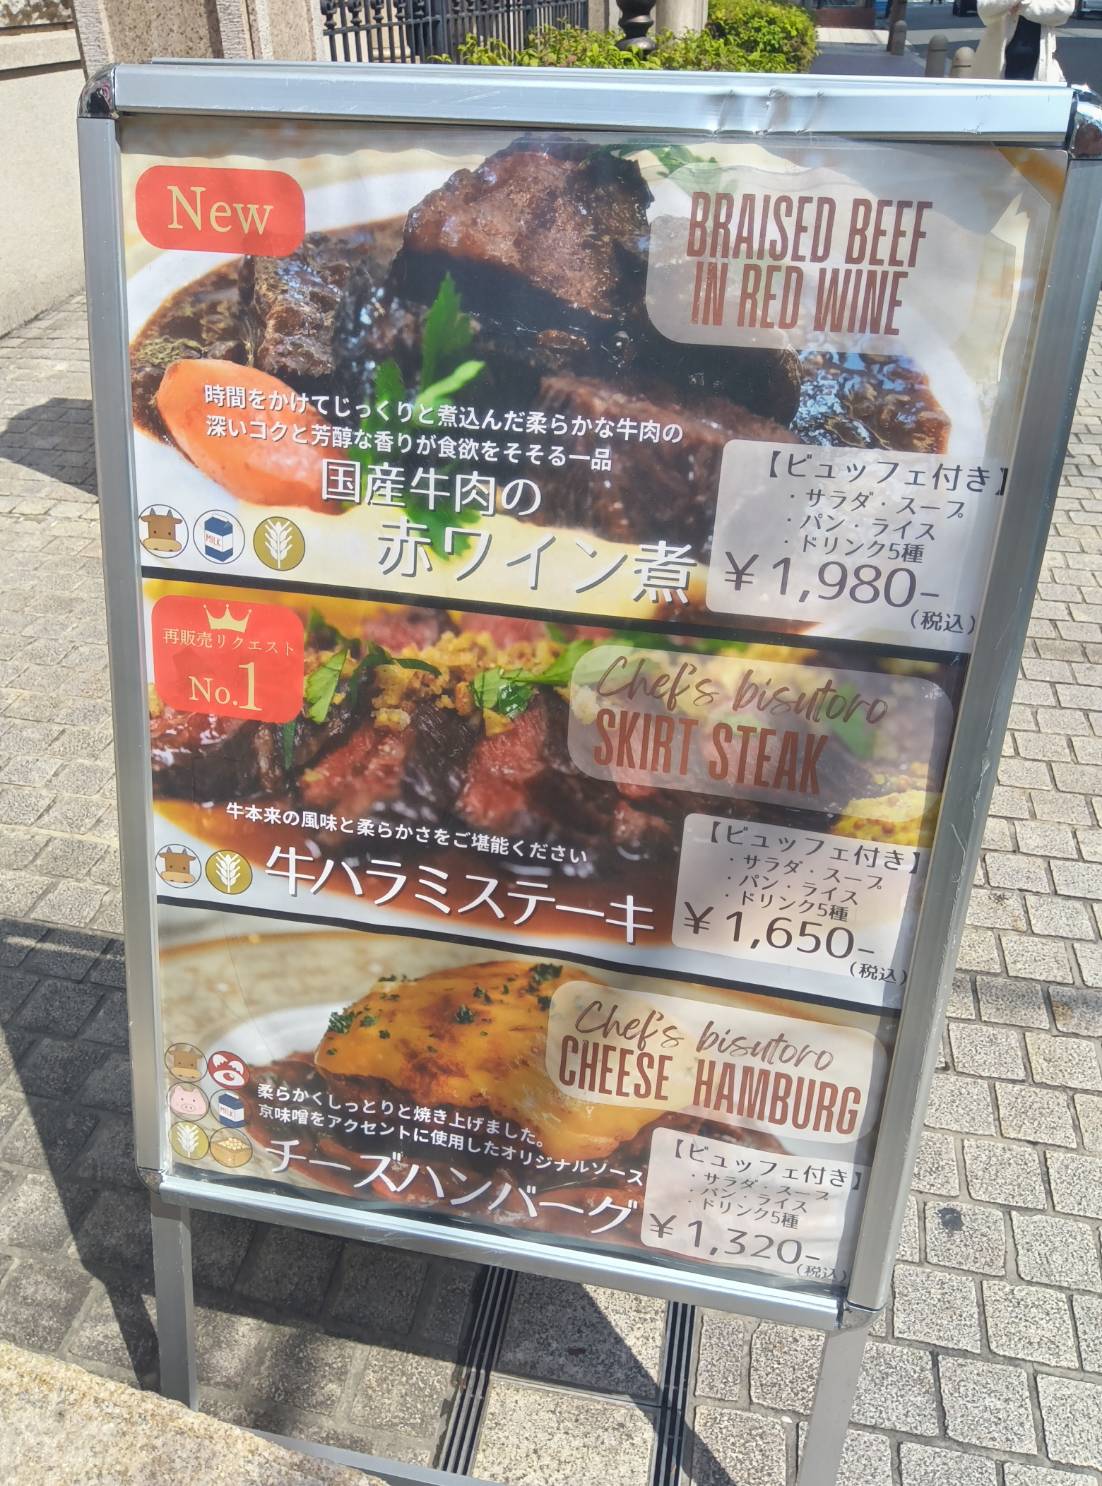 New
BRAISED BEEF
IN RED WINE
時間をかけてじっくりと煮込んだ柔らかな牛肉の
深いコクと芳醇な香りが食欲をそそる一品
国産牛肉の
赤ワイン煮
MILK
【ビュッフェ付き】
・サラダ・スープ
・パン・ライス
・ドリンク5種
￥1,980-
(税込)
再販売リクエスト
No.1
Chef's bisutoro
SKIRT STEAK
牛本来の風味と柔らかさをご堪能ください
牛ハラミステーキ
【ビュッフェ付き】
・サラダ・スープ
・パン・ライス
・ドリンク5種
￥1,650-
(税込)
Chef's bisutoro
CHEESE HAMBURG
MILK
柔らかくしっとりと焼き上げました。
京味噌をアクセントに使用したオリジナルソース
チーズハンバーグ
【ビュッフェ付き】
・サラダ・スープ
・パン・ライス
・ドリンク5種
￥1,320-
(税込)